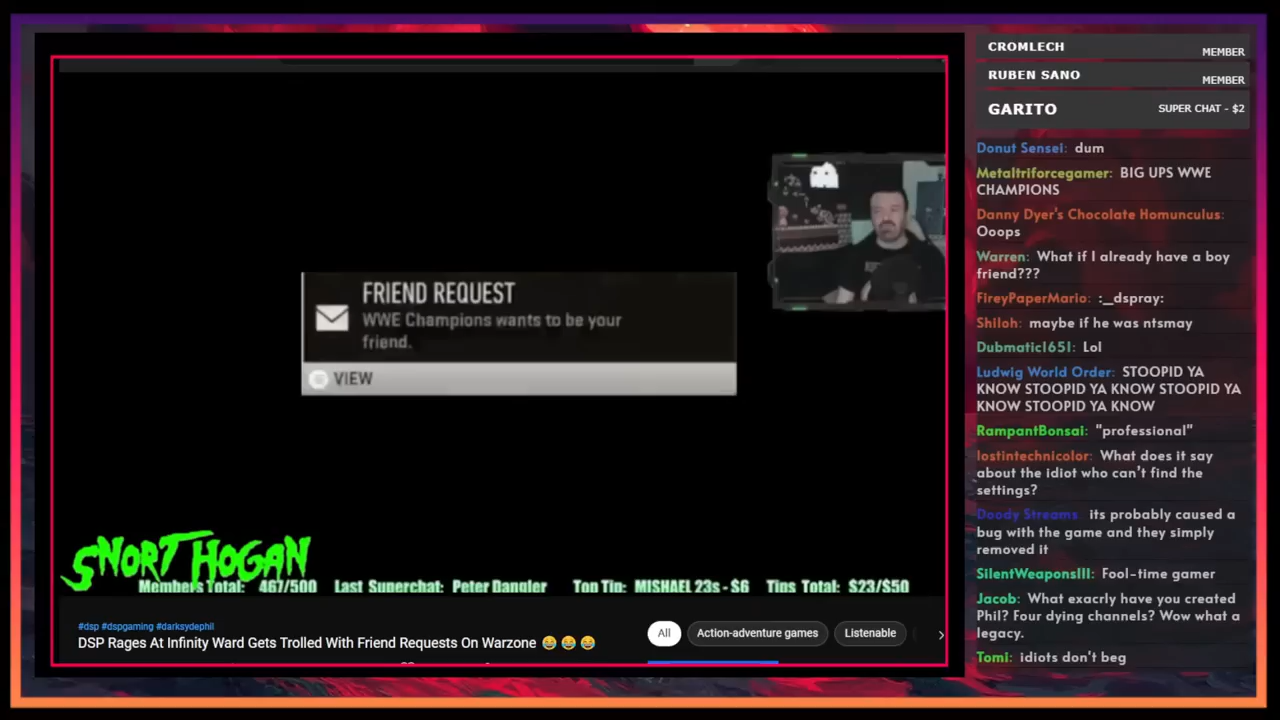 FRIEND REQUEST
WWE Champions wants to be your
friend.
VIEW
SNORT HOGAN
Members Total: 467/500 Last Superchat: Peter Dangler Top Tip: MISHAEL 23s - $6 Tips Total: $23/$50
#dsp #dspgaming #darksydephil
DSP Rages At Infinity Ward Gets Trolled With Friend Requests On Warzone 😂 😂 😂
All Action-adventure games Listenable
CROMLECH MEMBER
RUBEN SANO MEMBER
GARITO SUPER CHAT - $2
Donut Sensei: dum
Metaltriforcegamer: BIG UPS WWE
CHAMPIONS
Danny Dyer's Chocolate Homunculus:
Ooops
Warren: What if I already have a boy
friend???
FireyPaperMario: :_dspray:
Shiloh: maybe if he was ntsmay
Dubmatic1651: Lol
Ludwig World Order: STOOPID YA
KNOW STOOPID YA KNOW STOOPID YA
KNOW STOOPID YA KNOW
RampantBonsai: "professional"
lostintechnicolor: What does it say
about the idiot who can't find the
settings?
Doody Streams its probably caused a
bug with the game and they simply
removed it
SilentWeaponsIII: Fool-time gamer
Jacob: What exacrly have you created
Phil? Four dying channels? Wow what a
legacy.
Tomi: idiots don't beg